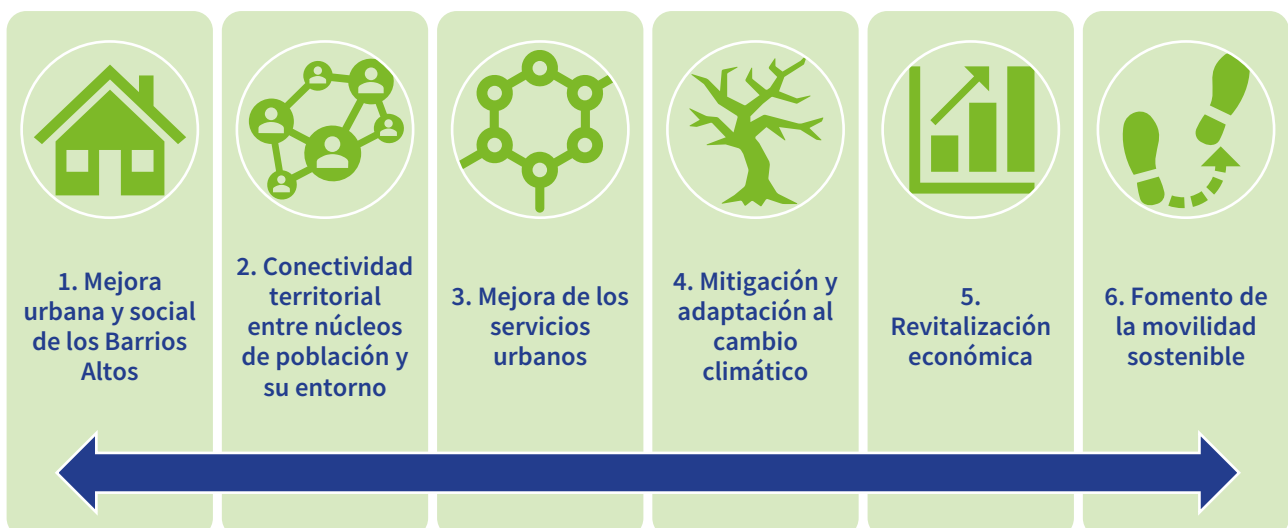 1. Mejora
urbana y social
de los Barrios
Altos
2. Conectividad
territorial
entre núcleos
de población y
su entorno
3. Mejora de los
servicios
urbanos
4. Mitigación y
adaptación al
cambio
climático
5.
Revitalización
económica
6. Fomento de
la movilidad
sostenible